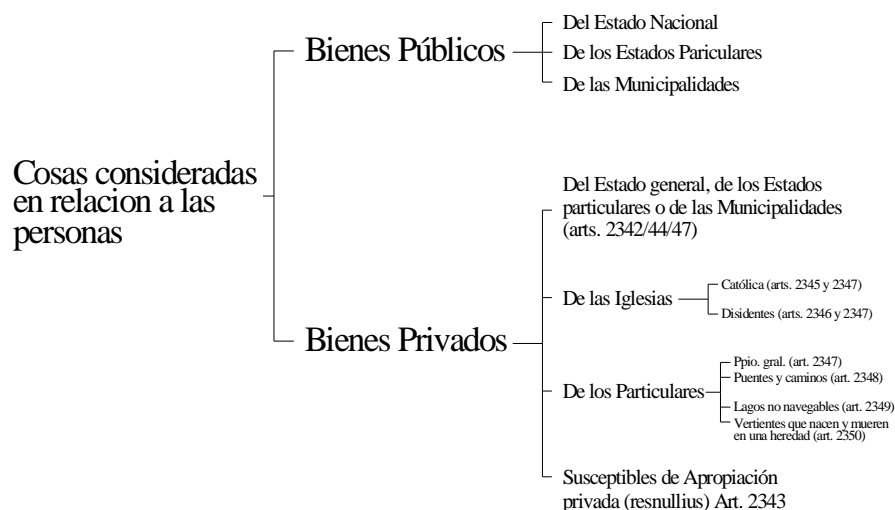 Cosas consideradas
en relacion a las
personas
Bienes Públicos
Del Estado Nacional
De los Estados Pariculares
De las Municipalidades
Bienes Privados
Del Estado general, de los Estados
particulares o de las Municipalidades
(arts. 2342/44/47)
De las Iglesias
Católica (arts. 2345 y 2347)
Disidentes (arts. 2346 y 2347)
De los Particulares
Ppio. gral. (art. 2347)
Puentes y caminos (art. 2348)
Lagos no navegables (art. 2349)
Vertientes que nacen y mueren
en una heredad (art. 2350)
Susceptibles de Apropiación
privada (resnullius) Art. 2343